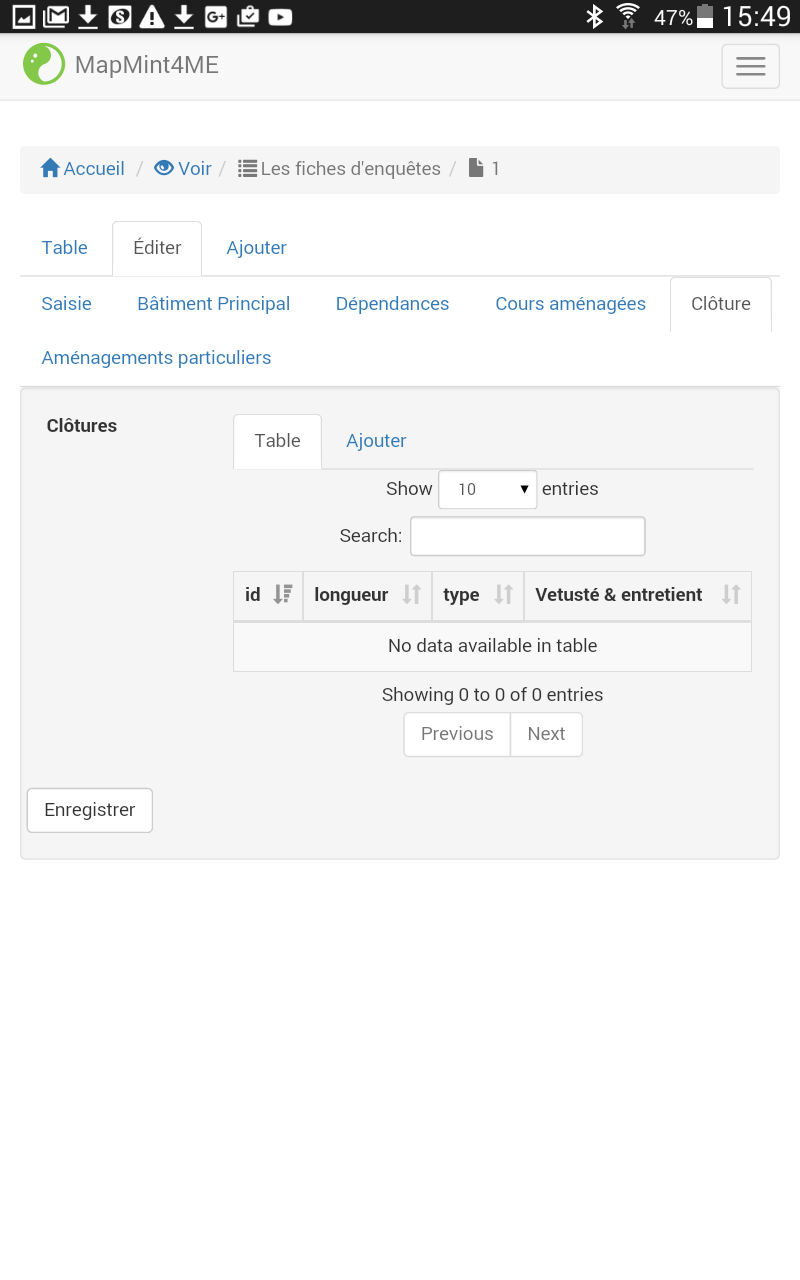 47% 15:49
MapMint4ME
Accueil / Voir / Les fiches d'enquêtes / 1
Table Éditer Ajouter
Saisie Bâtiment Principal Dépendances Cours aménagées Clôture
Aménagements particuliers
Clôtures Table Ajouter
Show 10 entries
Search:
id longueur type Vetusté & entretient
No data available in table
Showing 0 to 0 of 0 entries
Previous Next
Enregistrer